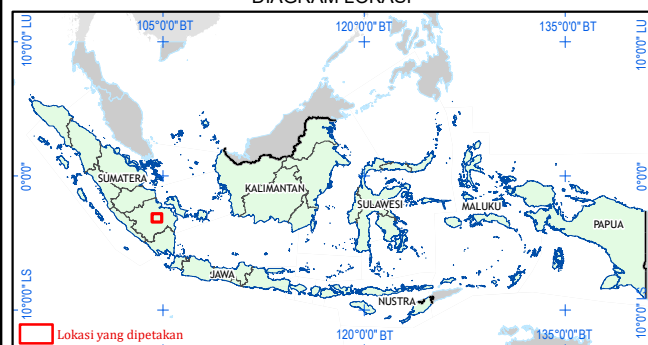 DIAGRAM LOKASI
105°0'0" BT
120°0'0" BT
135°0'0" BT
10°0'0" LU
10°0'0" LU
SUMATERA
KALIMANTAN
SULAWESI
MALUKU
PAPUA
0°0'0"
0°0'0"
JAWA
NUSTRA
10°0'0" LS
10°0'0" LS
Lokasi yang dipetakan
120°0'0" BT
135°0'0" BT